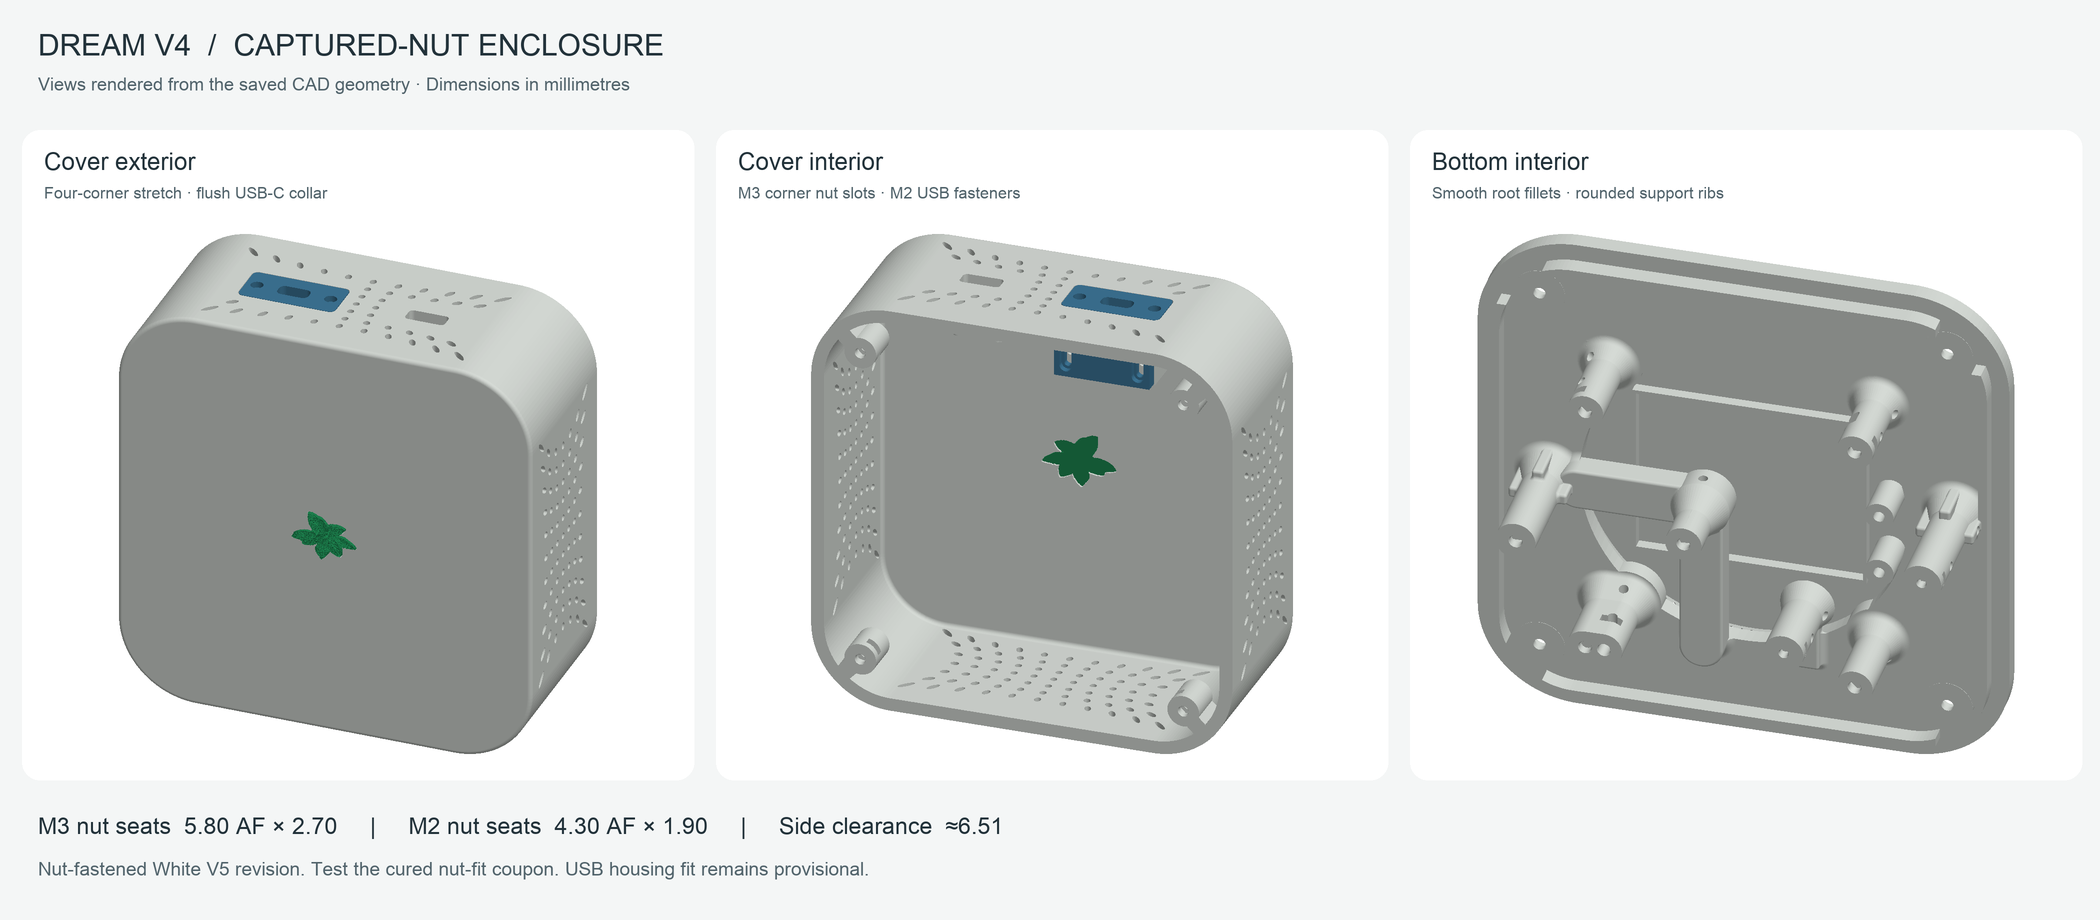 DREAM V4 / CAPTURED-NUT ENCLOSURE
Views rendered from the saved CAD geometry · Dimensions in millimetres
Cover exterior
Four-corner stretch · flush USB-C collar
Cover interior
M3 corner nut slots · M2 USB fasteners
Bottom interior
Smooth root fillets · rounded support ribs
M3 nut seats 5.80 AF × 2.70 | M2 nut seats 4.30 AF × 1.90 | Side clearance ≈6.51
Nut-fastened White V5 revision. Test the cured nut-fit coupon. USB housing fit remains provisional.